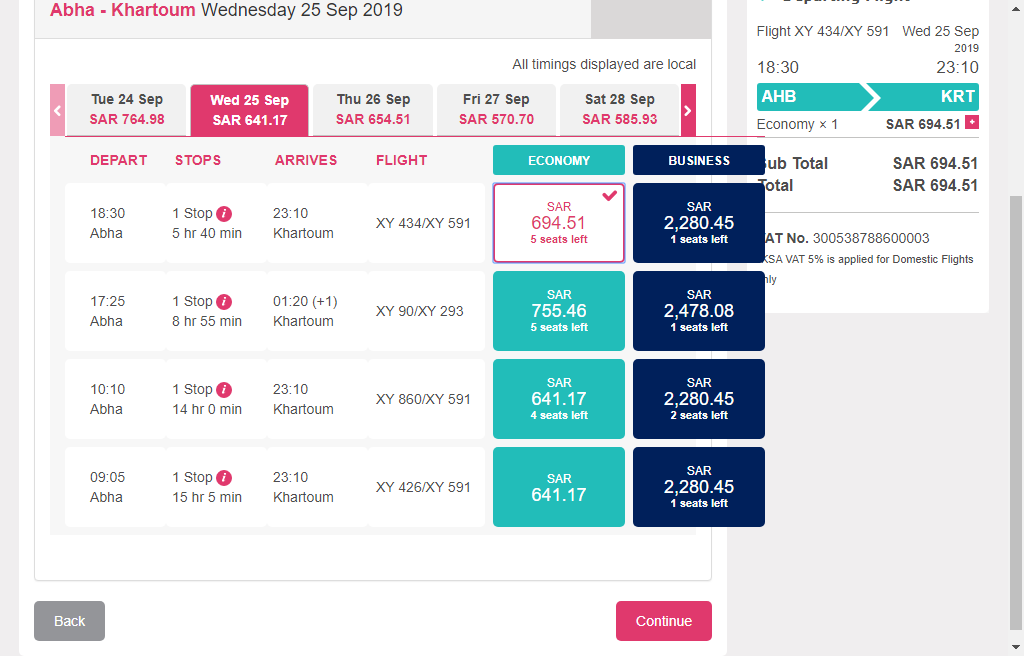 Abha - Khartoum Wednesday 25 Sep 2019
All timings displayed are local
Tue 24 Sep
SAR 764.98
Wed 25 Sep
SAR 641.17
Thu 26 Sep
SAR 654.51
Fri 27 Sep
SAR 570.70
Sat 28 Sep
SAR 585.93
DEPART STOPS ARRIVES FLIGHT ECONOMY BUSINESS
18:30
Abha
1 Stop i
5 hr 40 min
23:10
Khartoum
XY 434/XY 591
SAR
694.51
5 seats left
SAR
2,280.45
1 seats left
17:25
Abha
1 Stop i
8 hr 55 min
01:20 (+1)
Khartoum
XY 90/XY 293
SAR
755.46
5 seats left
SAR
2,478.08
1 seats left
10:10
Abha
1 Stop i
14 hr 0 min
23:10
Khartoum
XY 860/XY 591
SAR
641.17
4 seats left
SAR
2,280.45
2 seats left
09:05
Abha
1 Stop i
15 hr 5 min
23:10
Khartoum
XY 426/XY 591
SAR
641.17
SAR
2,280.45
1 seats left
Back
Continue
Flight XY 434/XY 591 Wed 25 Sep
2019
18:30 23:10
AHB KRT
Economy × 1 SAR 694.51 +
Sub Total SAR 694.51
Total SAR 694.51
VAT No. 300538788600003
KSA VAT 5% is applied for Domestic Flights